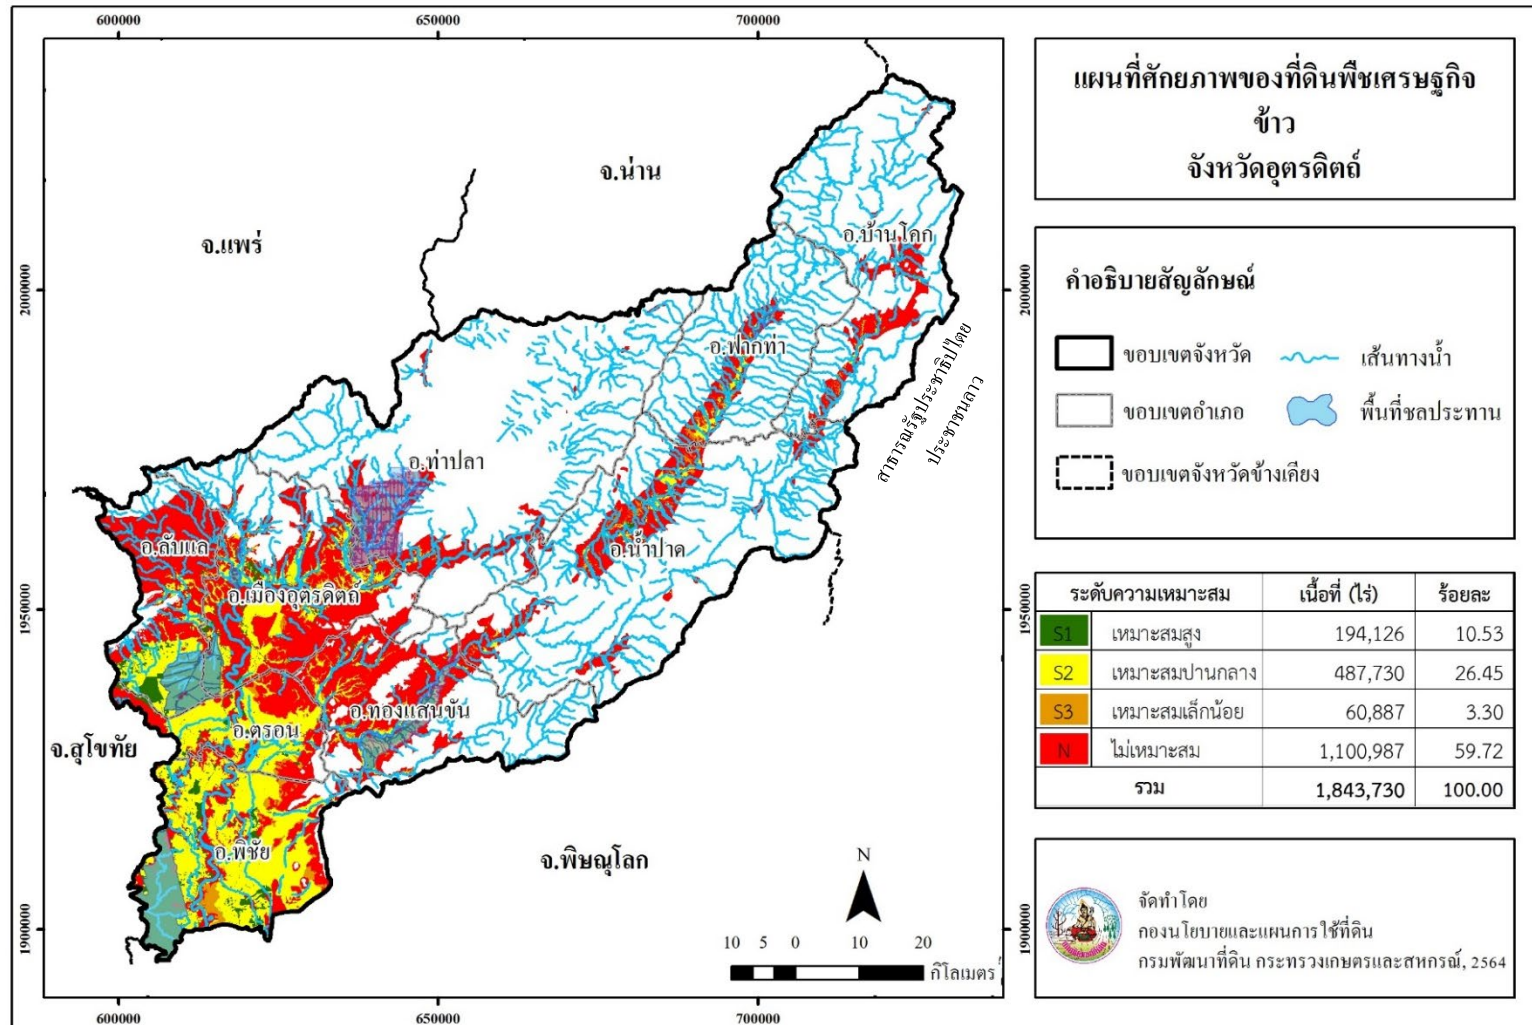 600000 650000 700000
แผนที่ศักยภาพของที่ดินพืชเศรษฐกิจ
ข้าว
จังหวัดอุตรดิตถ์
จ.น่าน
จ.แพร่
อ.บ้านโคก
2000000 2000000
อ.ฟากท่า
สาธารณรัฐประชาธิปไตย
ประชาชนลาว
อ.ท่าปลา
อ.ลับแล
อ.น้ำปาด
อ.เมืองอุตรดิตถ์
1950000 1950000
อ.ทองแสนขัน
อ.ตรอน
จ.สุโขทัย
อ.พิชัย
จ.พิษณุโลก
1900000 1900000
N
10 5 0 10 20
กิโลเมตร
600000 650000 700000
คำอธิบายสัญลักษณ์
ขอบเขตจังหวัด เส้นทางน้ำ
ขอบเขตอำเภอ พื้นที่ชลประทาน
ขอบเขตจังหวัดข้างเคียง
ระดับความเหมาะสม เนื้อที่ (ไร่) ร้อยละ
S1 เหมาะสมสูง 194,126 10.53
S2 เหมาะสมปานกลาง 487,730 26.45
S3 เหมาะสมเล็กน้อย 60,887 3.30
N ไม่เหมาะสม 1,100,987 59.72
รวม 1,843,730 100.00
จัดทำโดย
กองนโยบายและแผนการใช้ที่ดิน
กรมพัฒนาที่ดิน กระทรวงเกษตรและสหกรณ์, 2564